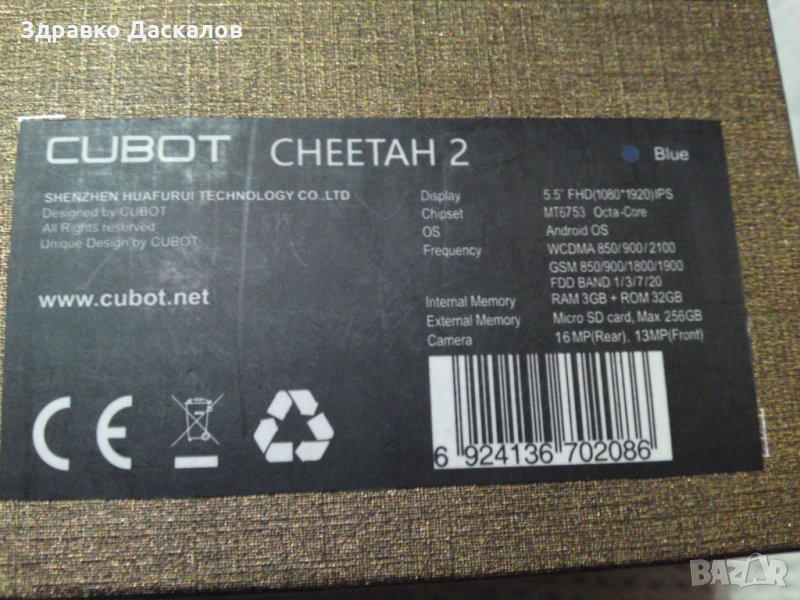 Здравко Даскалов
CUBOT CHEETAH 2 Blue
SHENZHEN HUAFURUI TECHNOLOGY CO.,LTD
Designed by CUBOT
All Rights reserved
Unique Design by CUBOT
www.cubot.net
Display 5.5" FHD(1080*1920)IPS
Chipset MT6753 Octa-Core
OS Android OS
Frequency WCDMA 850/900/2100
GSM 850/900/1800/1900
FDD BAND 1/3/7/20
Internal Memory RAM 3GB + ROM 32GB
External Memory Micro SD card, Max 256GB
Camera 16MP(Rear), 13MP(Front)
CE
6 924136 702086
BAZAR